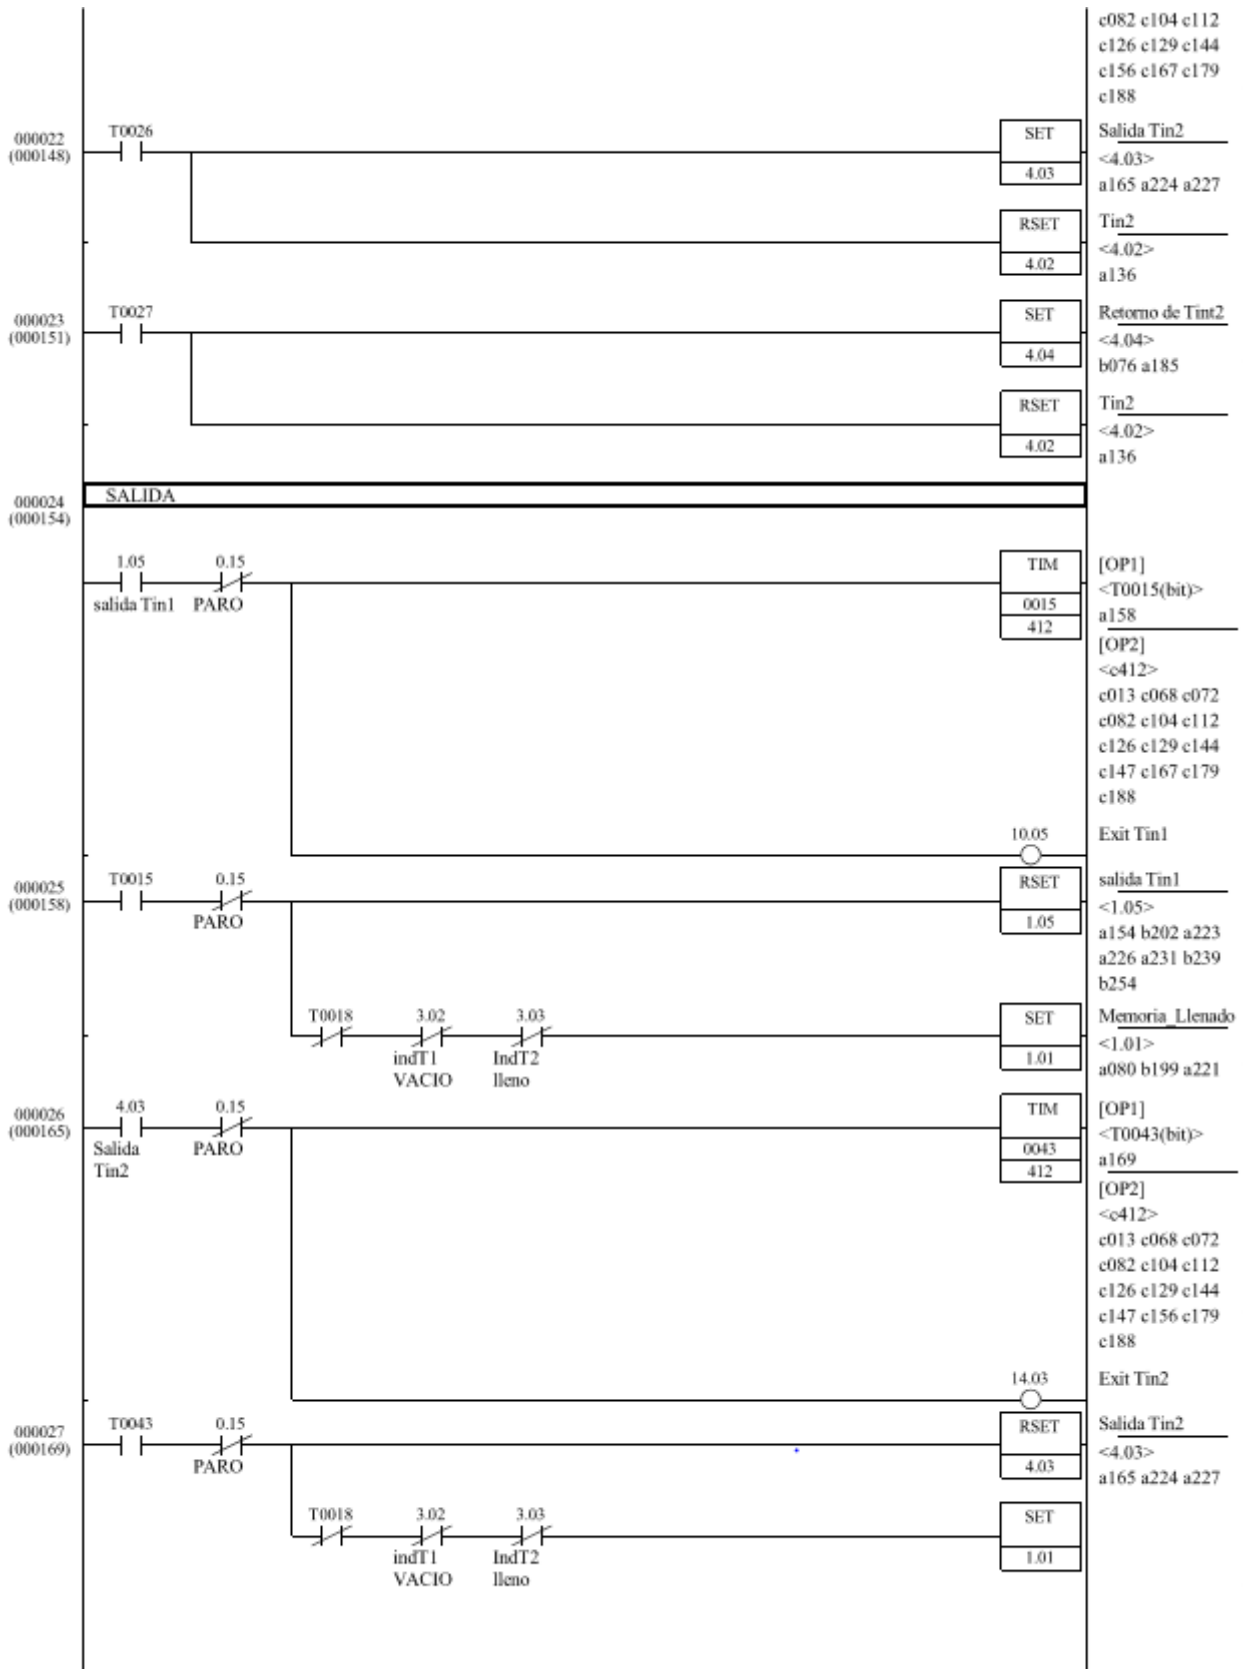 c082 c104 c112
c126 c129 c144
c156 c167 c179
c188
000022
(000148)
T0026
SET
4.03
Salida Tin2
<4.03>
a165 a224 a227
RSET
4.02
Tin2
<4.02>
a136
000023
(000151)
T0027
SET
4.04
Retorno de Tint2
<4.04>
b076 a185
RSET
4.02
Tin2
<4.02>
a136
000024
(000154)
SALIDA
1.05
salida Tin1
0.15
PARO
TIM
0015
412
[OP1]
<T0015(bit)>
a158
[OP2]
<c412>
c013 c068 c072
c082 c104 c112
c126 c129 c144
c147 c167 c179
c188
10.05
Exit Tin1
000025
(000158)
T0015
0.15
PARO
RSET
1.05
salida Tin1
<1.05>
a154 b202 a223
a226 a231 b239
b254
T0018
3.02
indT1
VACIO
3.03
IndT2
lleno
SET
1.01
Memoria_Llenado
<1.01>
a080 b199 a221
000026
(000165)
4.03
Salida
Tin2
0.15
PARO
TIM
0043
412
[OP1]
<T0043(bit)>
a169
[OP2]
<c412>
c013 c068 c072
c082 c104 c112
c126 c129 c144
c147 c156 c179
c188
14.03
Exit Tin2
000027
(000169)
T0043
0.15
PARO
RSET
4.03
Salida Tin2
<4.03>
a165 a224 a227
T0018
3.02
indT1
VACIO
3.03
IndT2
lleno
SET
1.01